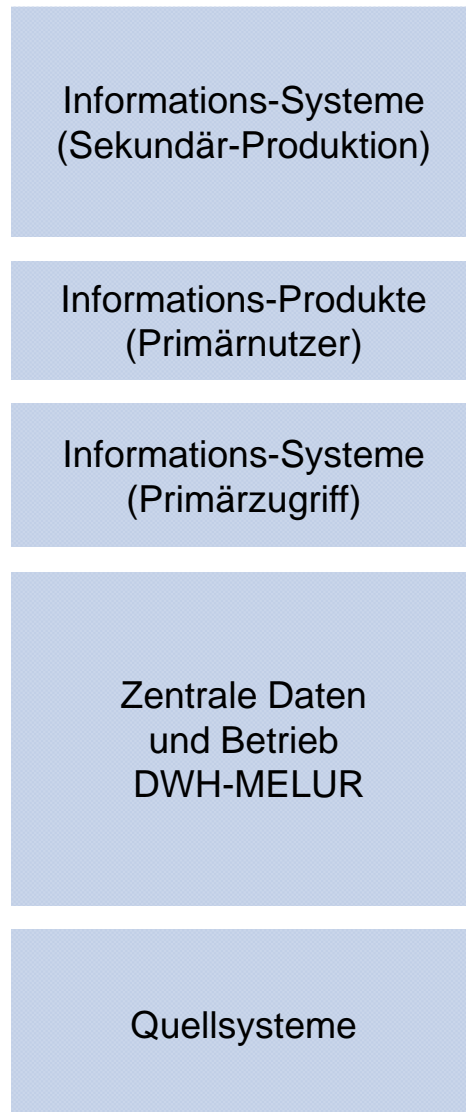 Informations-Systeme
(Sekundär-Produktion)
Informations-Produkte
(Primärnutzer)
Informations-Systeme
(Primärzugriff)
Zentrale Daten
und Betrieb
DWH-MELUR
Quellsysteme